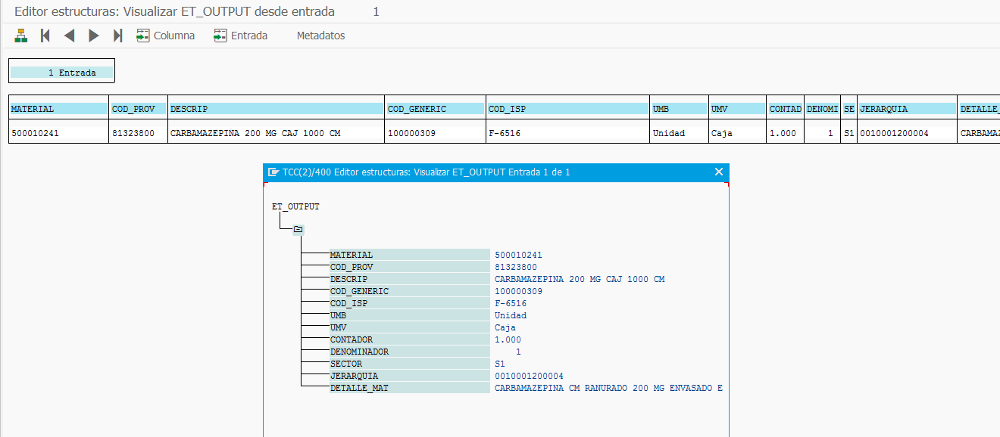 Editor estructuras: Visualizar ET_OUTPUT desde entrada 1
Columna Entrada Metadatos
1 Entrada
MATERIAL COD_PROV DESCRIP COD_GENERIC COD_ISP UMB UMV CONTAD DENOMI SE JERARQUIA DETALLE_
500010241 81323800 CARBAMAZEPINA 200 MG CAJ 1000 CM 100000309 F-6516 Unidad Caja 1.000 1 S1 0010001200004 CARBAMAZ
TCC(2)/400 Editor estructuras: Visualizar ET_OUTPUT Entrada 1 de 1
ET_OUTPUT
MATERIAL 500010241
COD_PROV 81323800
DESCRIP CARBAMAZEPINA 200 MG CAJ 1000 CM
COD_GENERIC 100000309
COD_ISP F-6516
UMB Unidad
UMV Caja
CONTADOR 1.000
DENOMINADOR 1
SECTOR S1
JERARQUIA 0010001200004
DETALLE_MAT CARBAMAZEPINA CM RANURADO 200 MG ENVASADO E